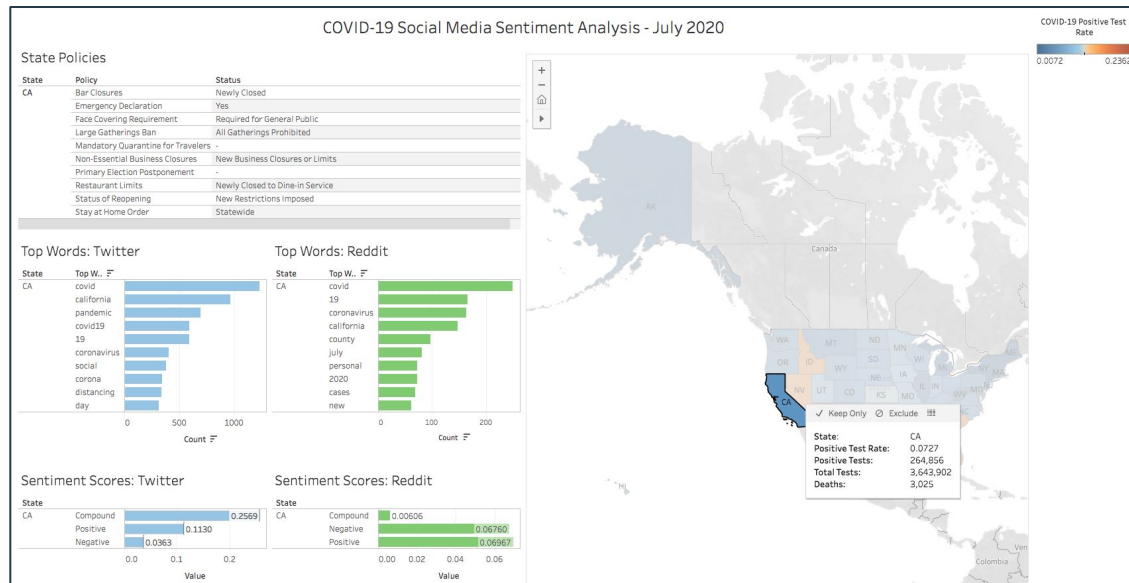 COVID-19 Social Media Sentiment Analysis - July 2020
COVID-19 Positive Test
Rate
0.0072 0.2362
State Policies
State Policy Status
CA Bar Closures Newly Closed
Emergency Declaration Yes
Face Covering Requirement Required for General Public
Large Gatherings Ban All Gatherings Prohibited
Mandatory Quarantine for Travelers -
Non-Essential Business Closures New Business Closures or Limits
Primary Election Postponement -
Restaurant Limits Newly Closed to Dine-in Service
Status of Reopening New Restrictions Imposed
Stay at Home Order Statewide
Top Words: Twitter
State Top W..
CA covid
california
pandemic
covid19
19
coronavirus
social
corona
distancing
day
0 500 1000
Count
Top Words: Reddit
State Top W..
CA covid
19
coronavirus
california
county
july
personal
2020
cases
new
0 100 200
Count
Sentiment Scores: Twitter
State
CA Compound 0.2569
Positive 0.1130
Negative 0.0363
0.0 0.1 0.2
Value
Sentiment Scores: Reddit
State
CA Compound 0.00606
Negative 0.06760
Positive 0.06967
0.00 0.02 0.04 0.06
Value
AK
Canada
WA MT ND MN
OR ID WY SD WI
NV UT CO NE IA IL IN
CA KS MO WV
NY MA ME
HI
Keep Only Exclude
State: CA
Positive Test Rate: 0.0727
Positive Tests: 264,856
Total Tests: 3,643,902
Deaths: 3,025
Colombia